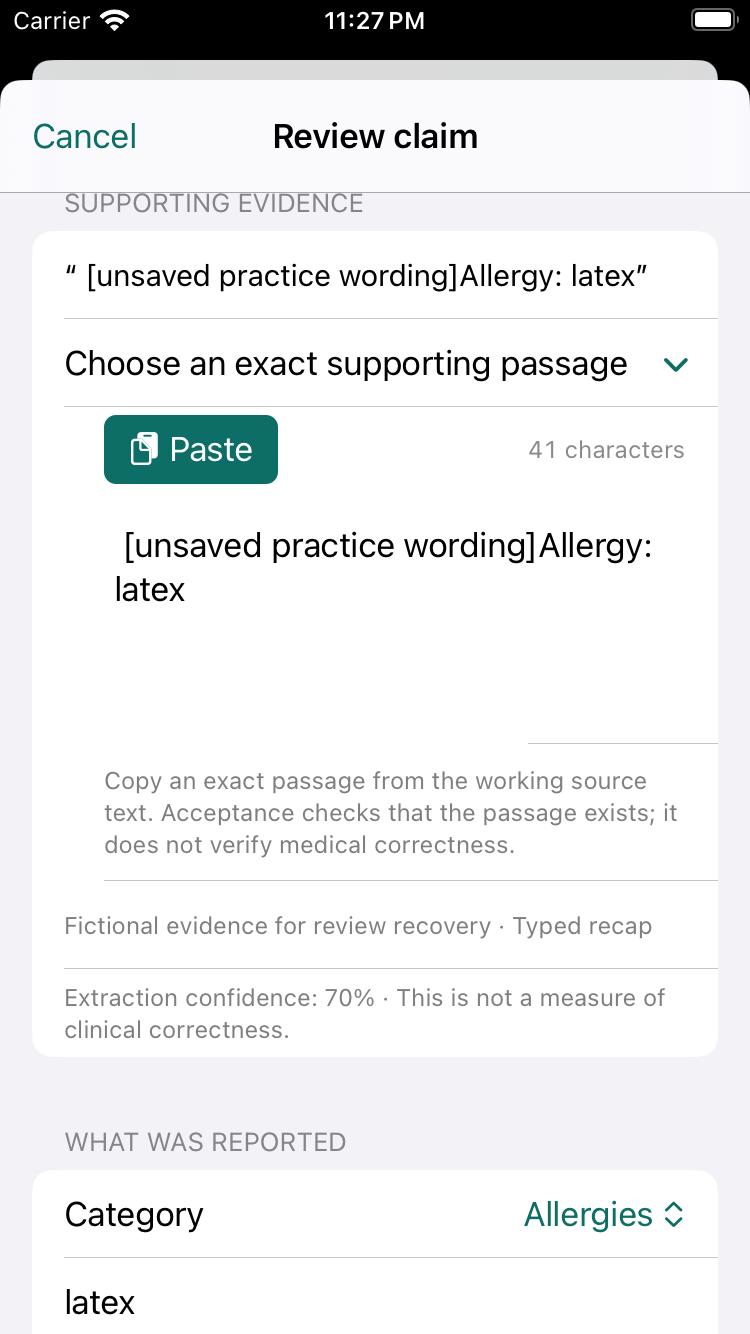 Carrier 11:27 PM
Cancel Review claim
SUPPORTING EVIDENCE
“ [unsaved practice wording]Allergy: latex”
Choose an exact supporting passage
Paste 41 characters
[unsaved practice wording]Allergy:
latex
Copy an exact passage from the working source
text. Acceptance checks that the passage exists; it
does not verify medical correctness.
Fictional evidence for review recovery · Typed recap
Extraction confidence: 70% · This is not a measure of
clinical correctness.
WHAT WAS REPORTED
Category Allergies
latex